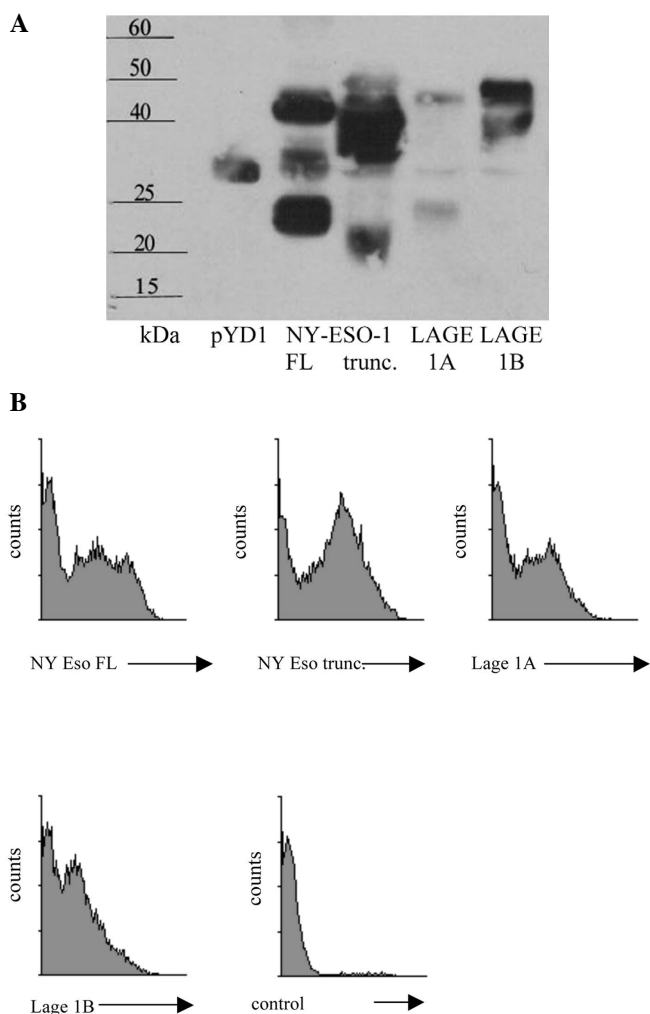 A
60
50
40
25
20
15
kDa pYD1 NY-ESO-1 LAGE LAGE
FL trunc. 1A 1B
B
counts
counts
counts
NY Eso FL
NY Eso trunc.
Lage 1A
counts
counts
Lage 1B
control